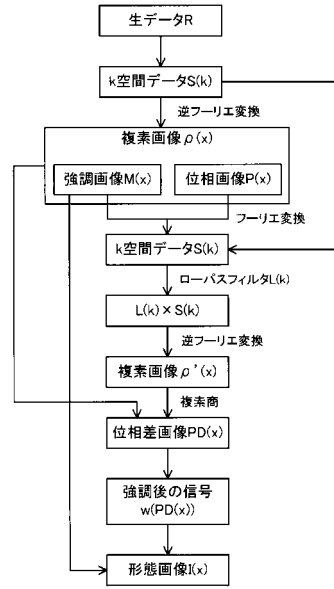 生データR
k空間データS(k)
逆フーリエ変換
複素画像ρ(x)
強調画像M(x)
位相画像P(x)
フーリエ変換
k空間データS(k)
ローパスフィルタL(k)
L(k)×S(k)
逆フーリエ変換
複素画像ρ'(x)
複素商
位相差画像PD(x)
強調後の信号
w(PD(x))
形態画像I(x)